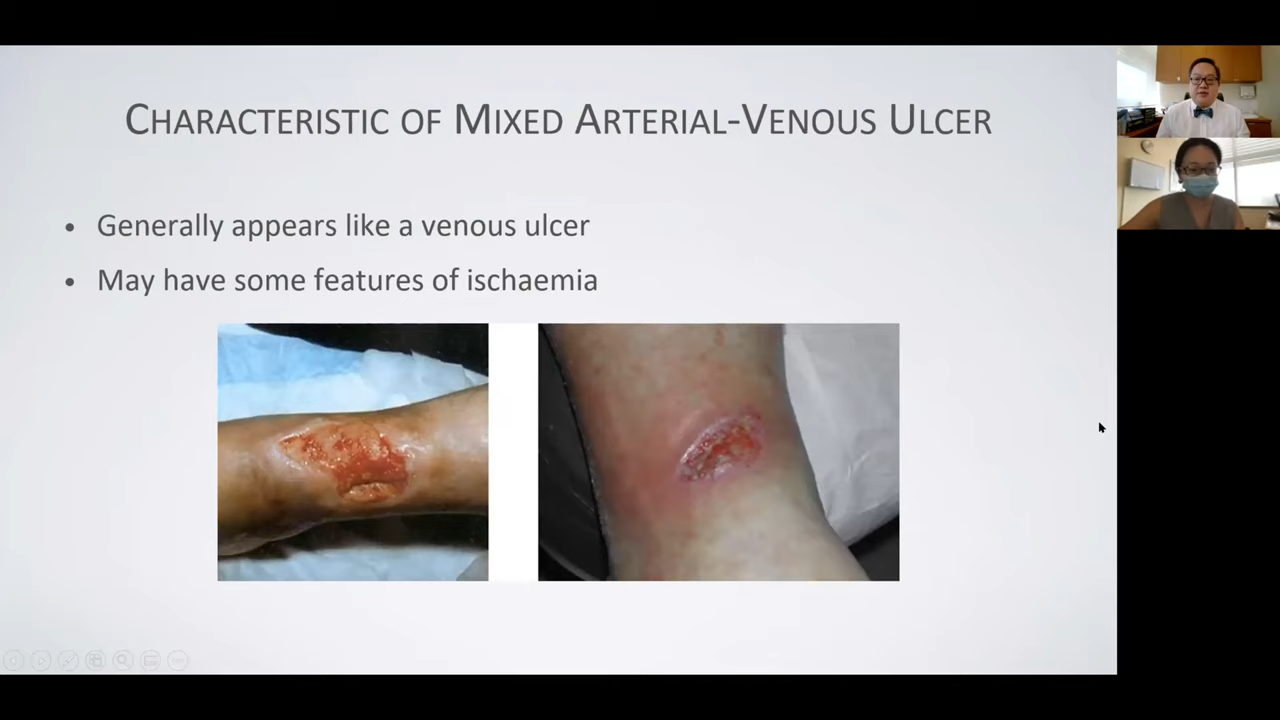 Characteristic of Mixed Arterial-Venous Ulcer
• Generally appears like a venous ulcer
• May have some features of ischaemia